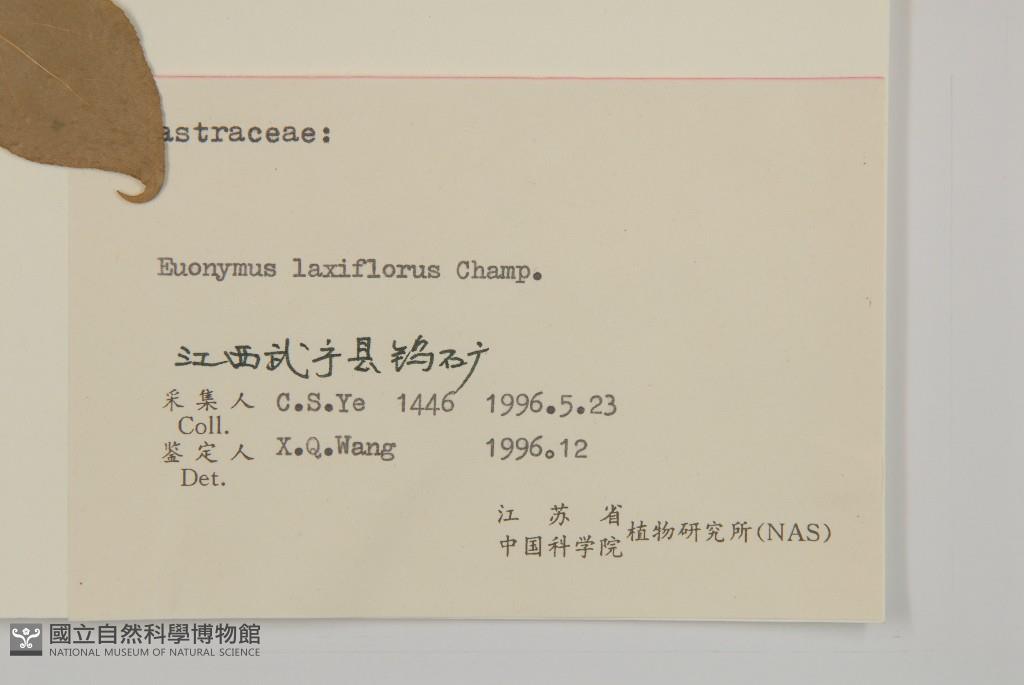 astraceae:
Euonymus laxiflorus Champ.
江西武宁县钨矿
采集人 C.S.Ye 1446 1996.5.23
Coll.
鉴定人 X.Q.Wang 1996.12
Det.
江苏省
中国科学院植物研究所(NAS)
國立自然科學博物館
NATIONAL MUSEUM OF NATURAL SCIENCE